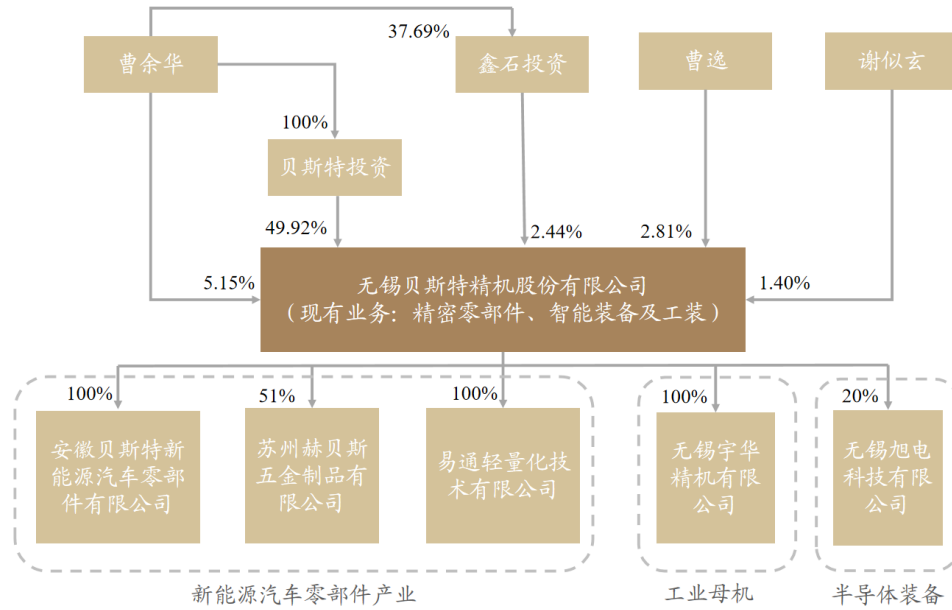 37.69%
曹余华
鑫石投资
曹逸
谢似玄
100%
贝斯特投资
49.92%
2.44%
2.81%
5.15%
1.40%
无锡贝斯特精机股份有限公司
（现有业务：精密零部件、智能装备及工装）
100%
51%
100%
100%
20%
安徽贝斯特新
能源汽车零部
件有限公司
苏州赫贝斯
五金制品有
限公司
易通轻量化技
术有限公司
无锡宇华
精机有限
公司
无锡旭电
科技有限
公司
新能源汽车零部件产业
工业母机
半导体装备